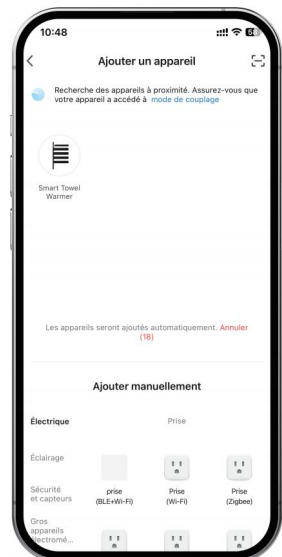 10:48
Ajouter un appareil
Recherche des appareils à proximité. Assurez-vous que
votre appareil a accédé à mode de couplage
Smart Towel
Warmer
Les appareils seront ajoutés automatiquement. Annuler
(18)
Ajouter manuellement
Électrique
Prise
Éclairage
Sécurité
et capteurs
prise
(BLE+Wi-Fi)
Prise
(Wi-Fi)
Prise
(Zigbee)
Gros
appareils
électromé...